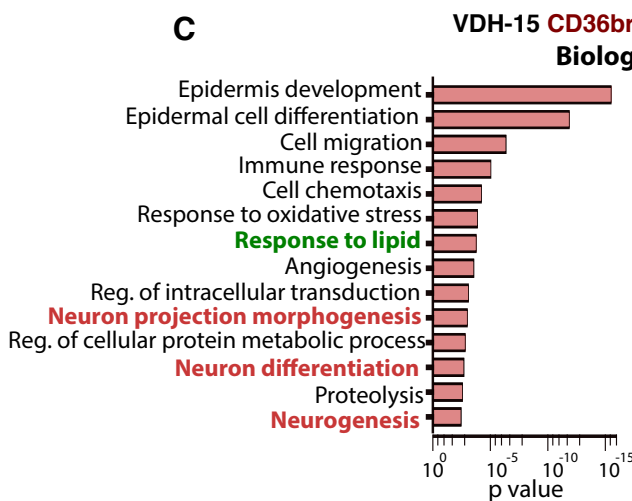 C
VDH-15 CD36br
Biolog
Epidermis development
Epidermal cell differentiation
Cell migration
Immune response
Cell chemotaxis
Response to oxidative stress
Response to lipid
Angiogenesis
Reg. of intracellular transduction
Neuron projection morphogenesis
Reg. of cellular protein metabolic process
Neuron differentiation
Proteolysis
Neurogenesis
10^0 10^-5 10^-10 10^-15
p value